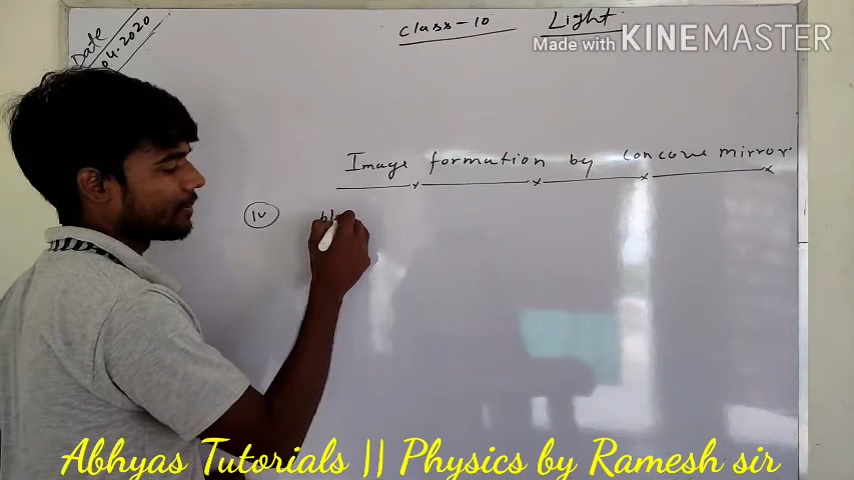 Date
04.2020
Class-10 Light
Made with KINEMASTER
Image formation by concave mirror
IV
Abhyas Tutorials || Physics by Ramesh sir